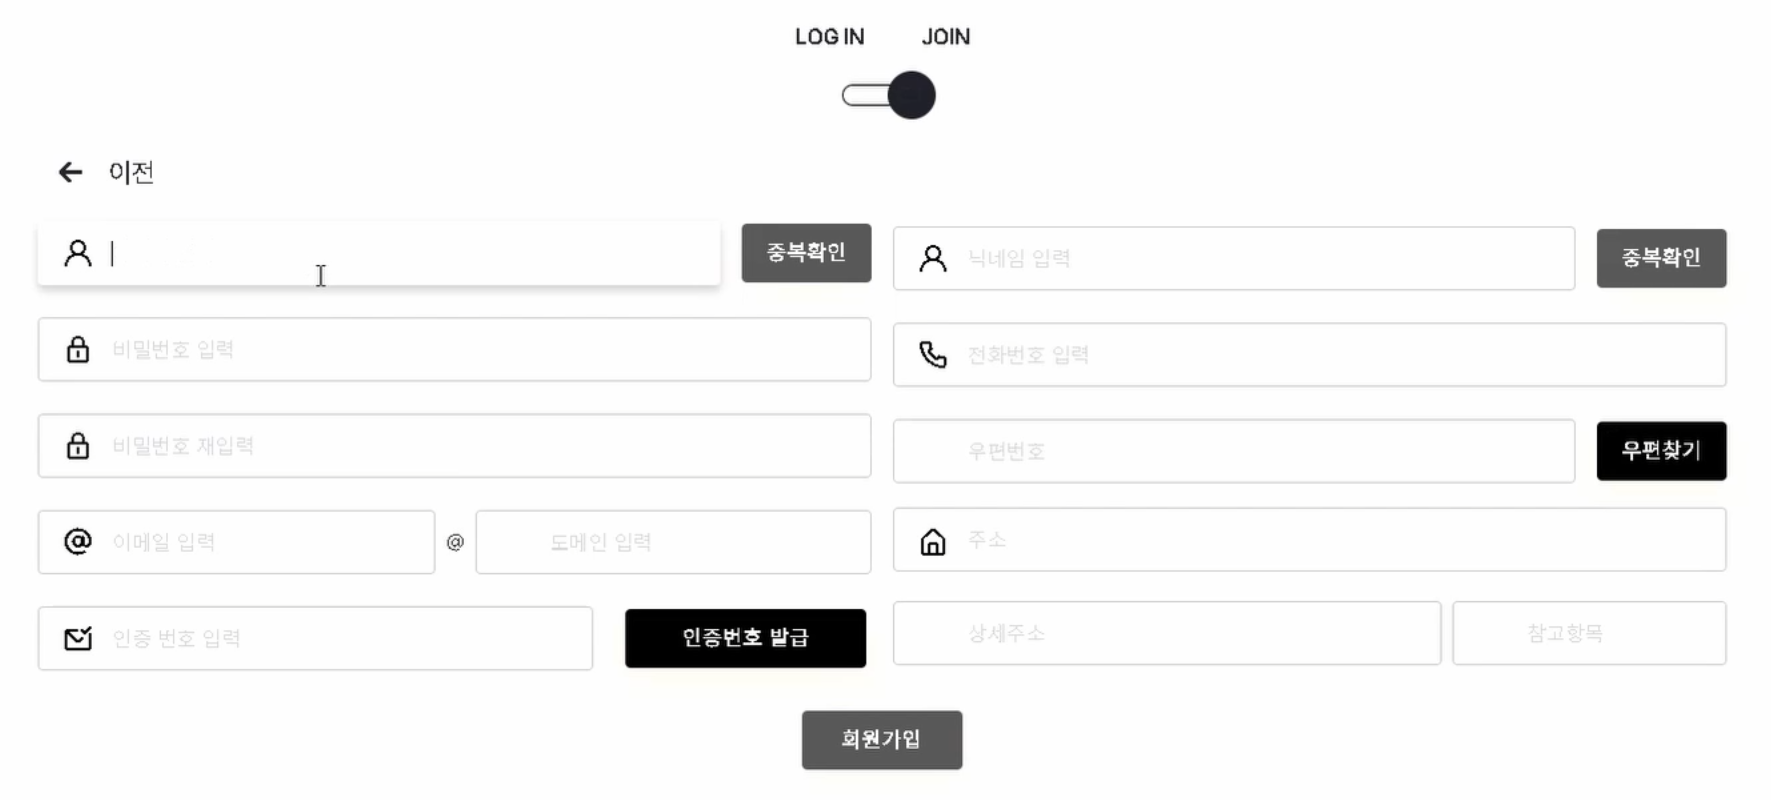 LOG IN JOIN
이전
중복확인
닉네임 입력 중복확인
비밀번호 입력
전화번호 입력
비밀번호 재입력
우편번호 우편찾기
이메일 입력 @ 도메인 입력
주소
인증 번호 입력 인증번호 발급
상세주소 참고항목
회원가입